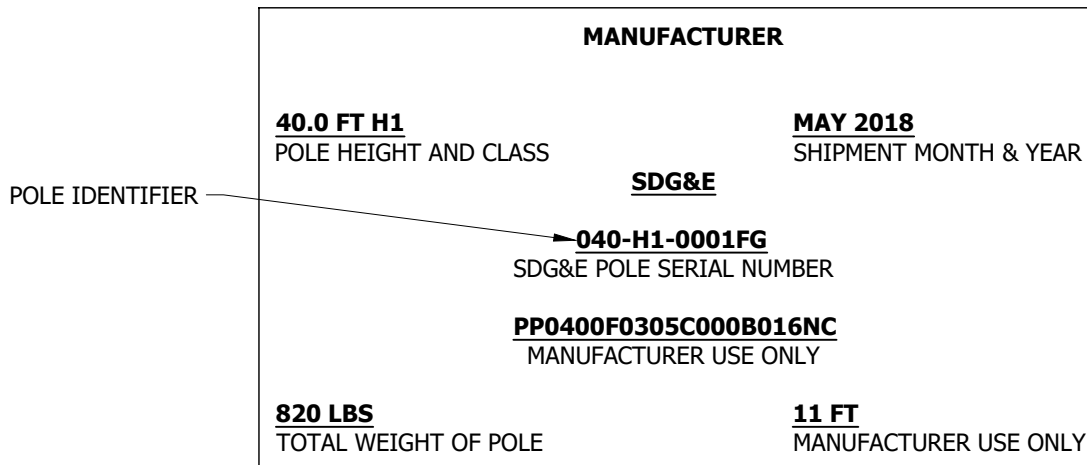 MANUFACTURER
40.0 FT H1
POLE HEIGHT AND CLASS
MAY 2018
SHIPMENT MONTH & YEAR
SDG&E
POLE IDENTIFIER
040-H1-0001FG
SDG&E POLE SERIAL NUMBER
PP0400F0305C000B016NC
MANUFACTURER USE ONLY
820 LBS
TOTAL WEIGHT OF POLE
11 FT
MANUFACTURER USE ONLY